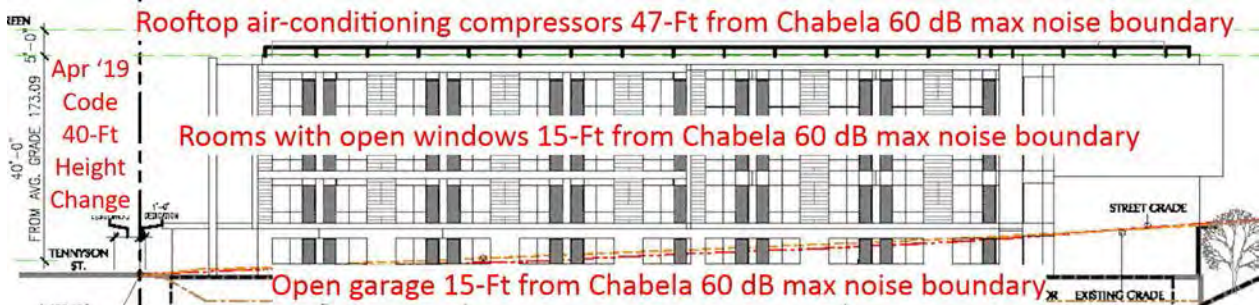 Rooftop air-conditioning compressors 47-Ft from Chabela 60 dB max noise boundary
5'-0"
Apr '19
Code
40-Ft
Height
Change
40'-0"
FROM AVG. GRADE 173.09
Rooms with open windows 15-Ft from Chabela 60 dB max noise boundary
1'-0"
DEDICATION
STREET GRADE
TENNYSON
ST.
Open garage 15-Ft from Chabela 60 dB max noise boundary
EXISTING GRADE